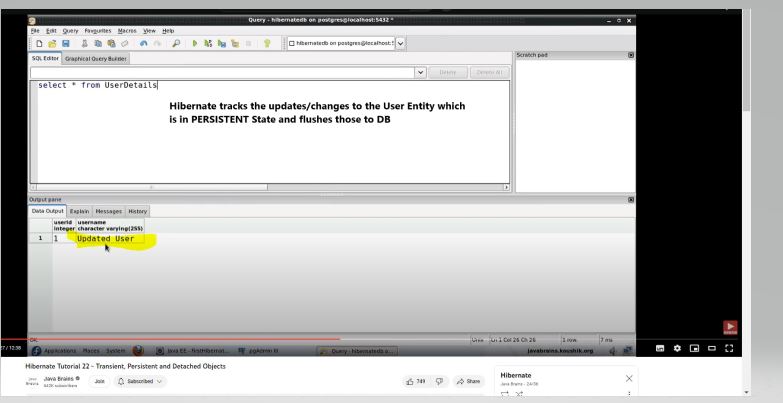 Query - hibernatedb on postgres@localhost:5432 *
File Edit Query Favourites Macros View Help
hibernatedb on postgres@localhost:5
SQL Editor Graphical Query Builder
Scratch pad
Delete Delete All
select * from UserDetails
Hibernate tracks the updates/changes to the User Entity which
is in PERSISTENT State and flushes those to DB
Output pane
Data Output Explain Messages History
userid username
integer character varying(255)
1 1 Updated User
OK. Unix Ln 1 Col 26 Ch 26 1 row. 7 ms
Applications Places System Java EE - FirstHibernat... pgAdmin III Query - hibernatedb o... javabrains.koushik.org
/ 12:38
Hibernate Tutorial 22 - Transient, Persistent and Detached Objects
Java Brains
Join Subscribed 749 Share
Hibernate
Java Brains - 24/36